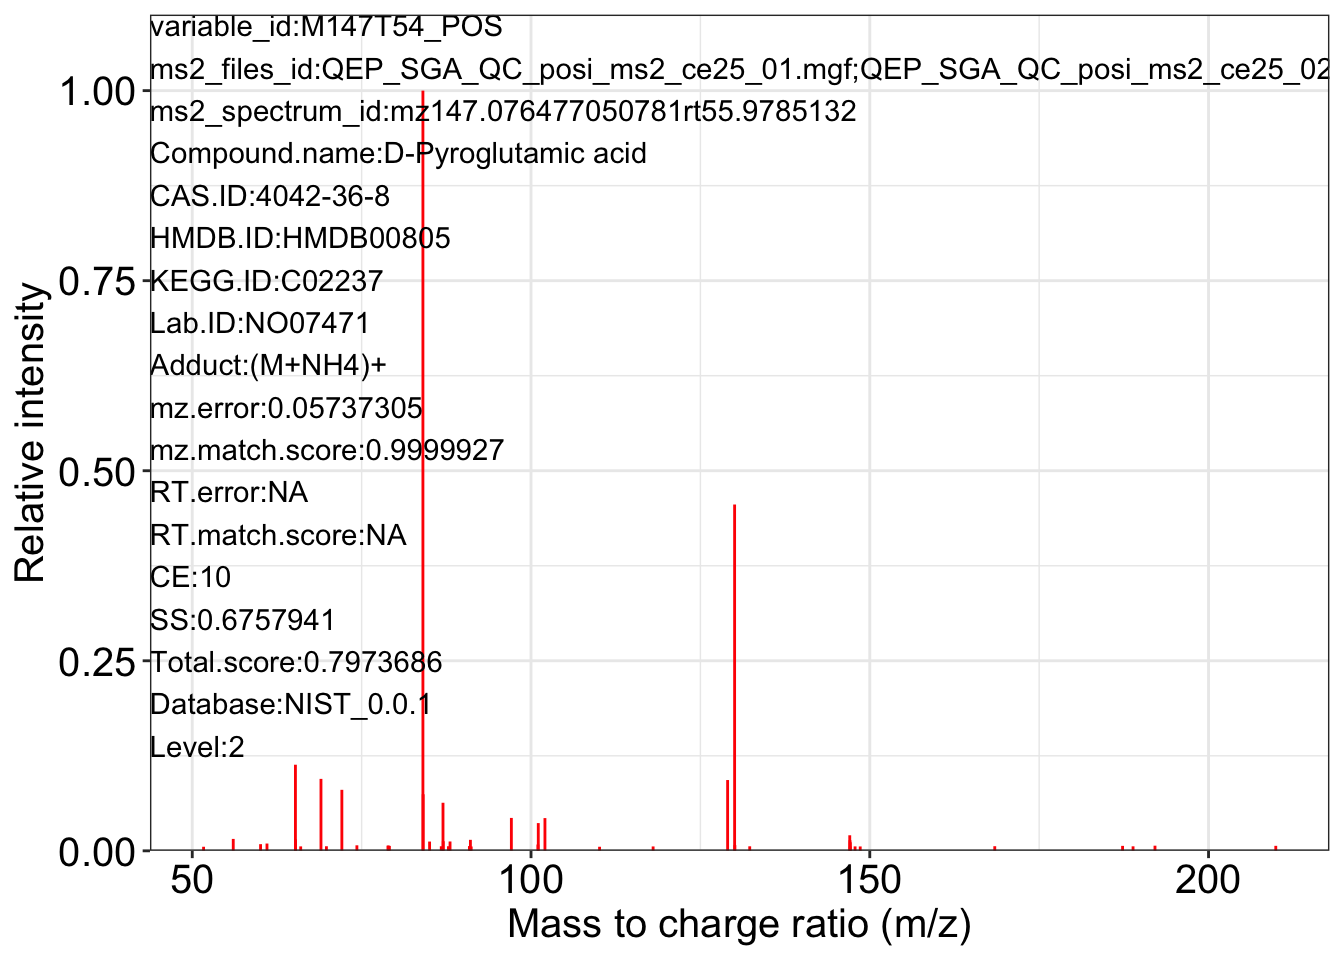 variable_id:M147T54_POS
ms2_files_id:QEP_SGA_QC_posi_ms2_ce25_01.mgf;QEP_SGA_QC_posi_ms2_ce25_02
1.00
ms2_spectrum_id:mz147.076477050781rt55.9785132
Compound.name:D-Pyroglutamic acid
CAS.ID:4042-36-8
HMDB.ID:HMDB00805
KEGG.ID:C02237
0.75
Lab.ID:NO07471
Adduct:(M+NH4)+
mz.error:0.05737305
mz.match.score:0.9999927
0.50
RT.error:NA
RT.match.score:NA
CE:10
SS:0.6757941
Total.score:0.7973686
0.25
Database:NIST_0.0.1
Level:2
0.00
Relative intensity
50 100 150 200
Mass to charge ratio (m/z)